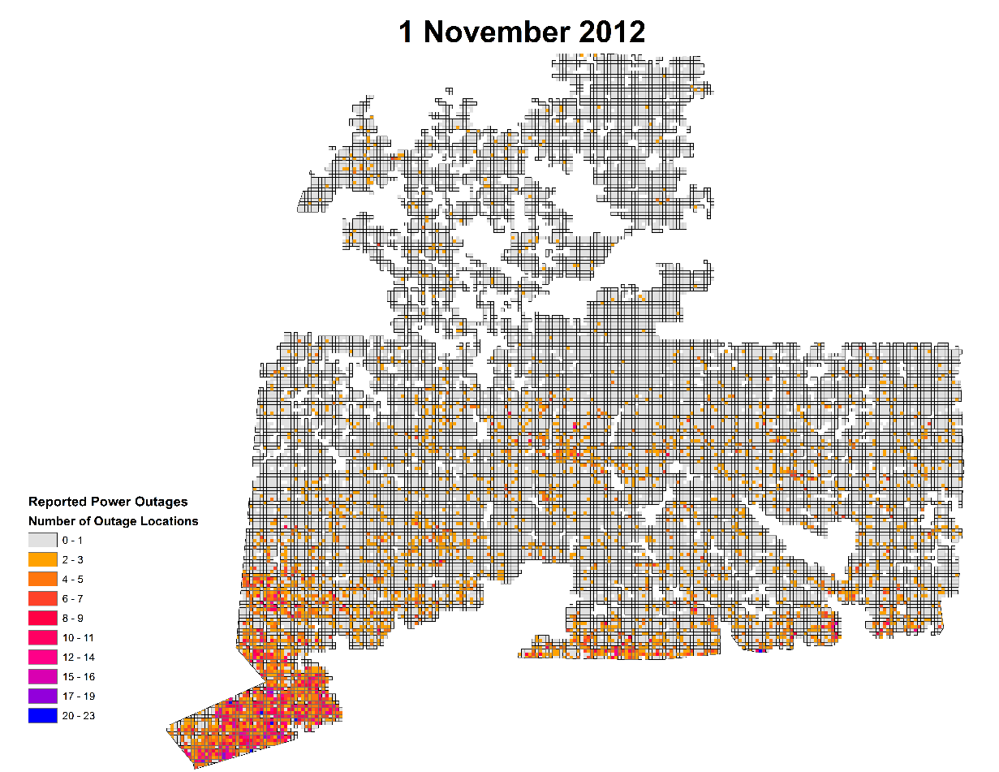 1 November 2012
Reported Power Outages
Number of Outage Locations
0 - 1
2 - 3
4 - 5
6 - 7
8 - 9
10 - 11
12 - 14
15 - 16
17 - 19
20 - 23